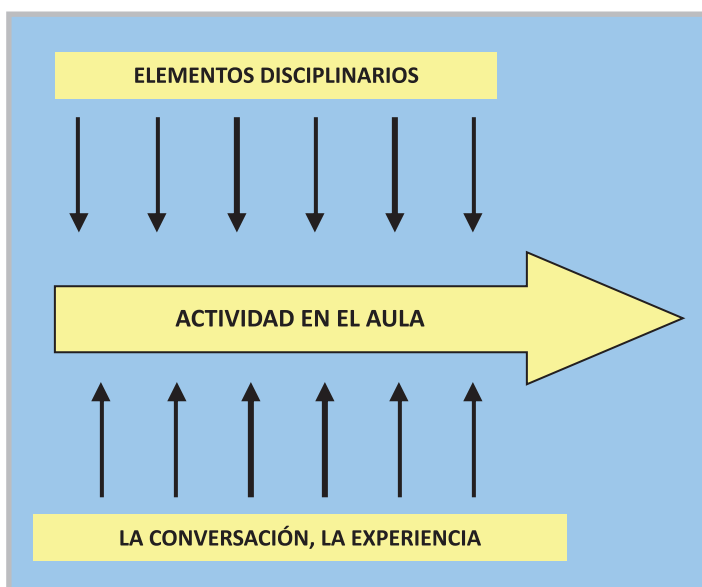 ELEMENTOS DISCIPLINARIOS
ACTIVIDAD EN EL AULA
LA CONVERSACIÓN, LA EXPERIENCIA